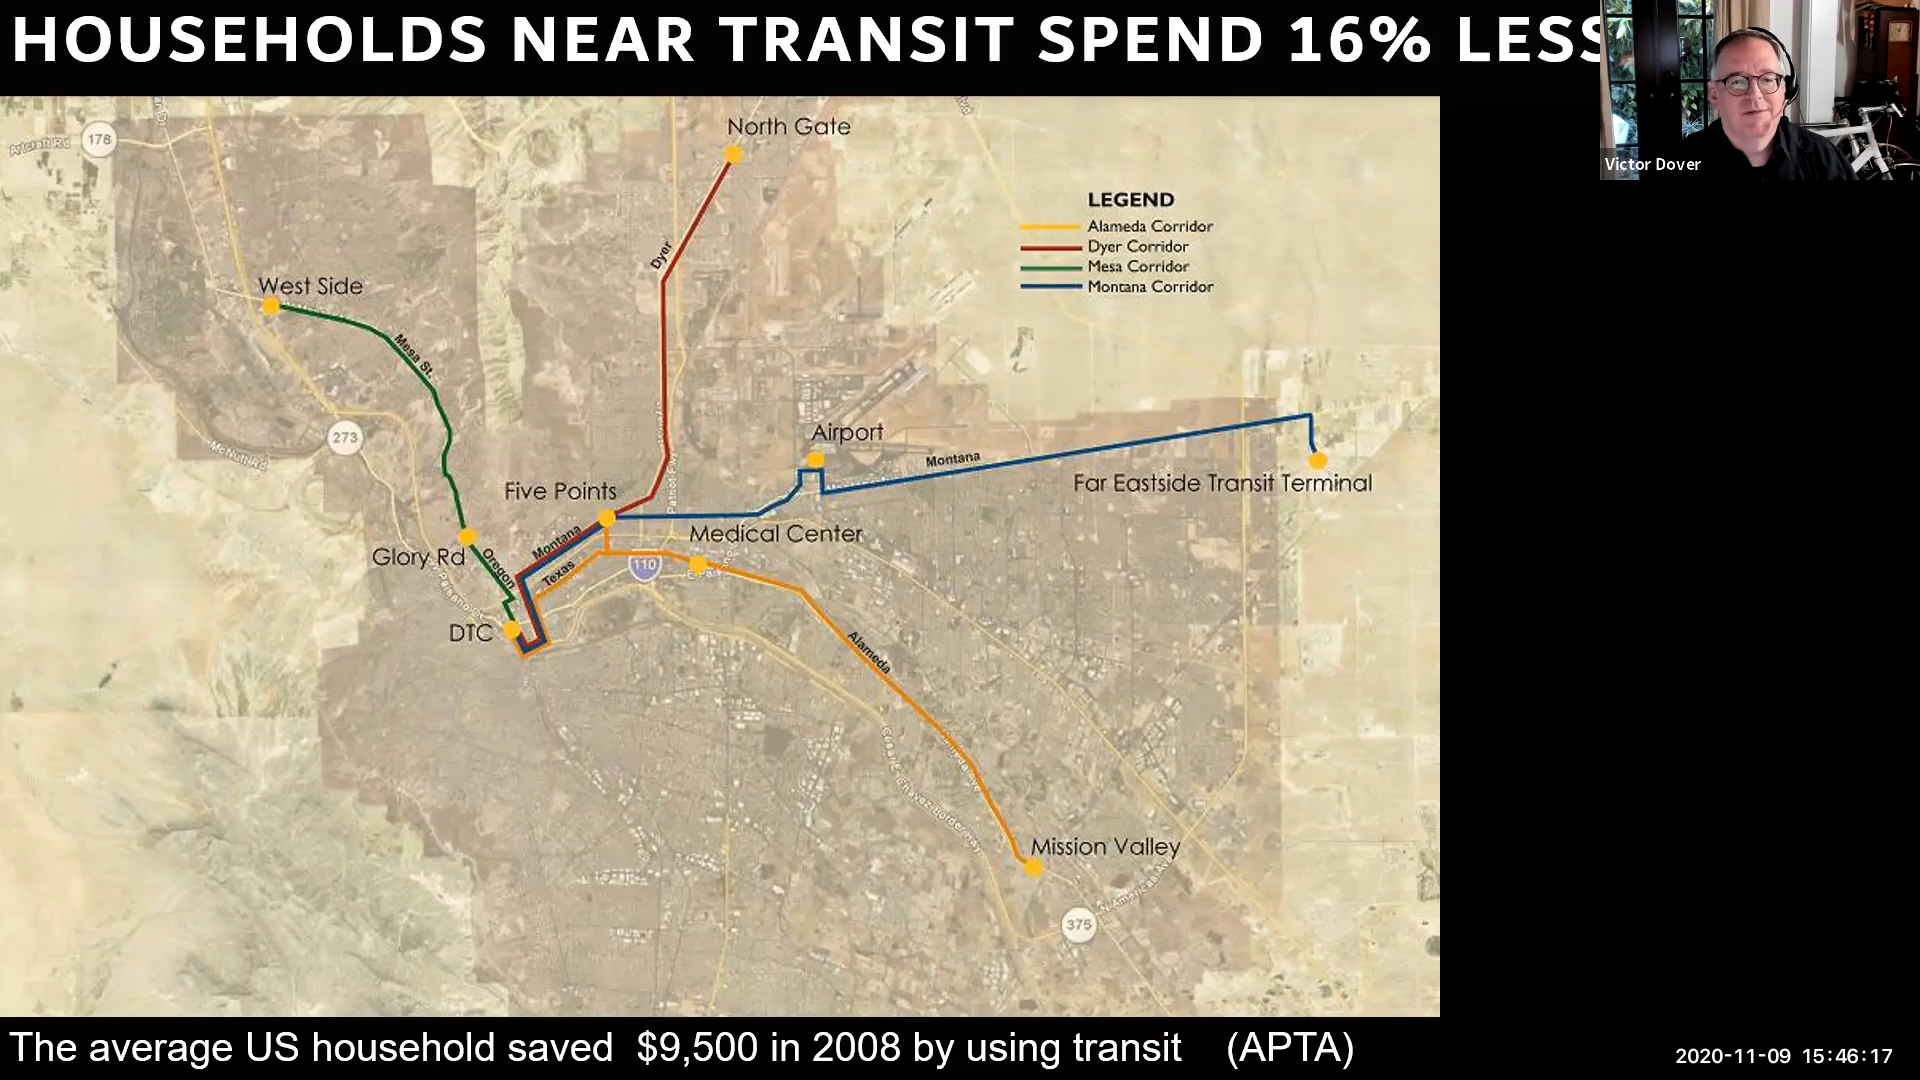 HOUSEHOLDS NEAR TRANSIT SPEND 16% LESS
Victor Dover
North Gate
178
LEGEND
Alameda Corridor
Dyer Corridor
Mesa Corridor
Montana Corridor
Dyer
West Side
Mesa St.
273
McNutt Rd
Airport
Montana
Far Eastside Transit Terminal
Five Points
Medical Center
Montana
Glory Rd
Oregon
Texas
110
DTC
Alameda
Mission Valley
375
The average US household saved $9,500 in 2008 by using transit (APTA)
2020-11-09 15:46:17